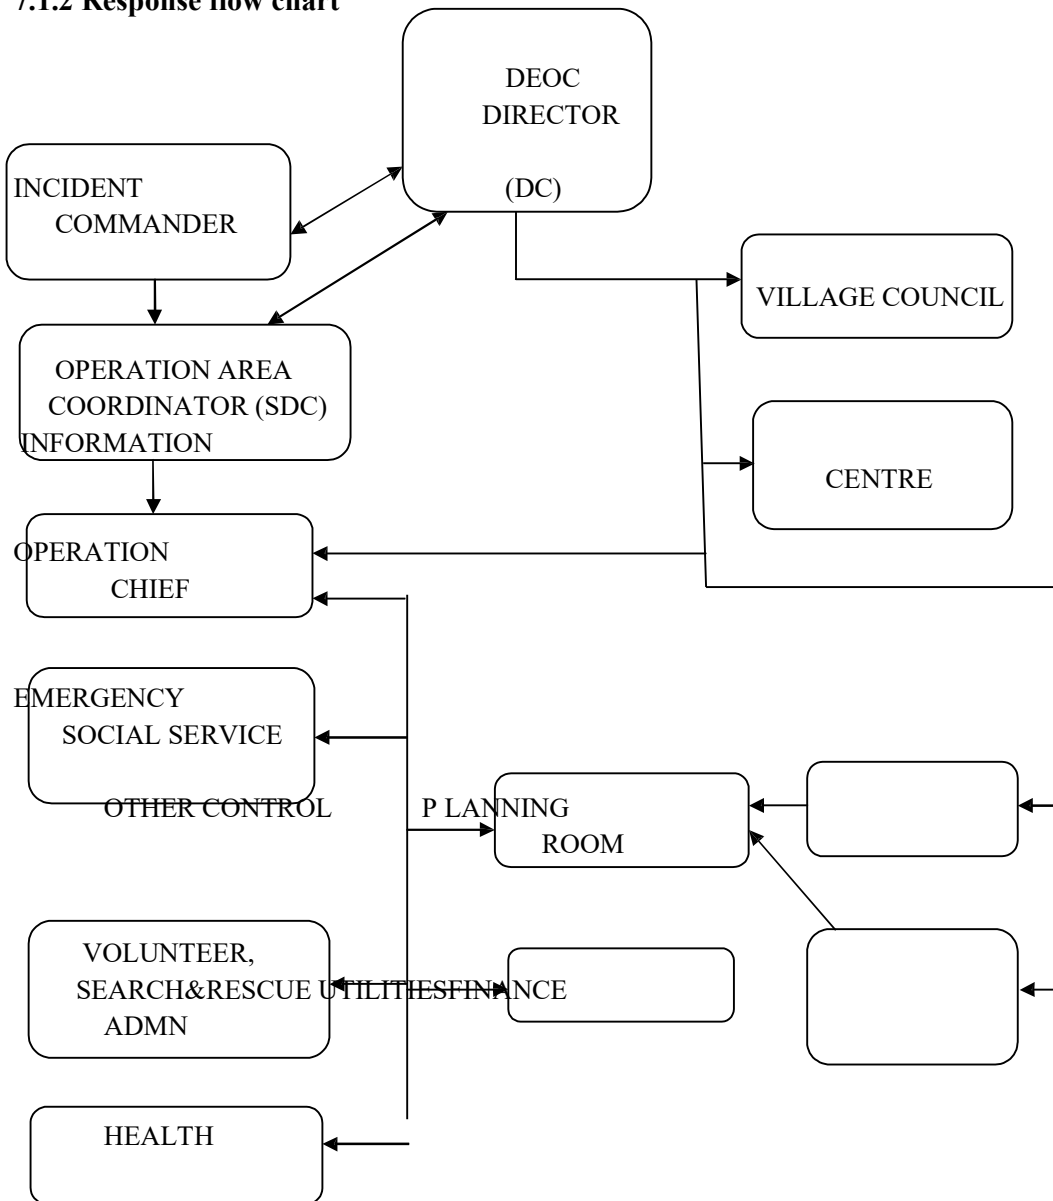 7.1.2 Response flow chart
DEOC
DIRECTOR
(DC)
INCIDENT
COMMANDER
VILLAGE COUNCIL
OPERATION AREA
COORDINATOR (SDC)
INFORMATION
CENTRE
OPERATION
CHIEF
EMERGENCY
SOCIAL SERVICE
OTHER CONTROL P LANNING
ROOM
VOLUNTEER,
SEARCH&RESCUE UTILITIESFINANCE
ADMN
HEALTH